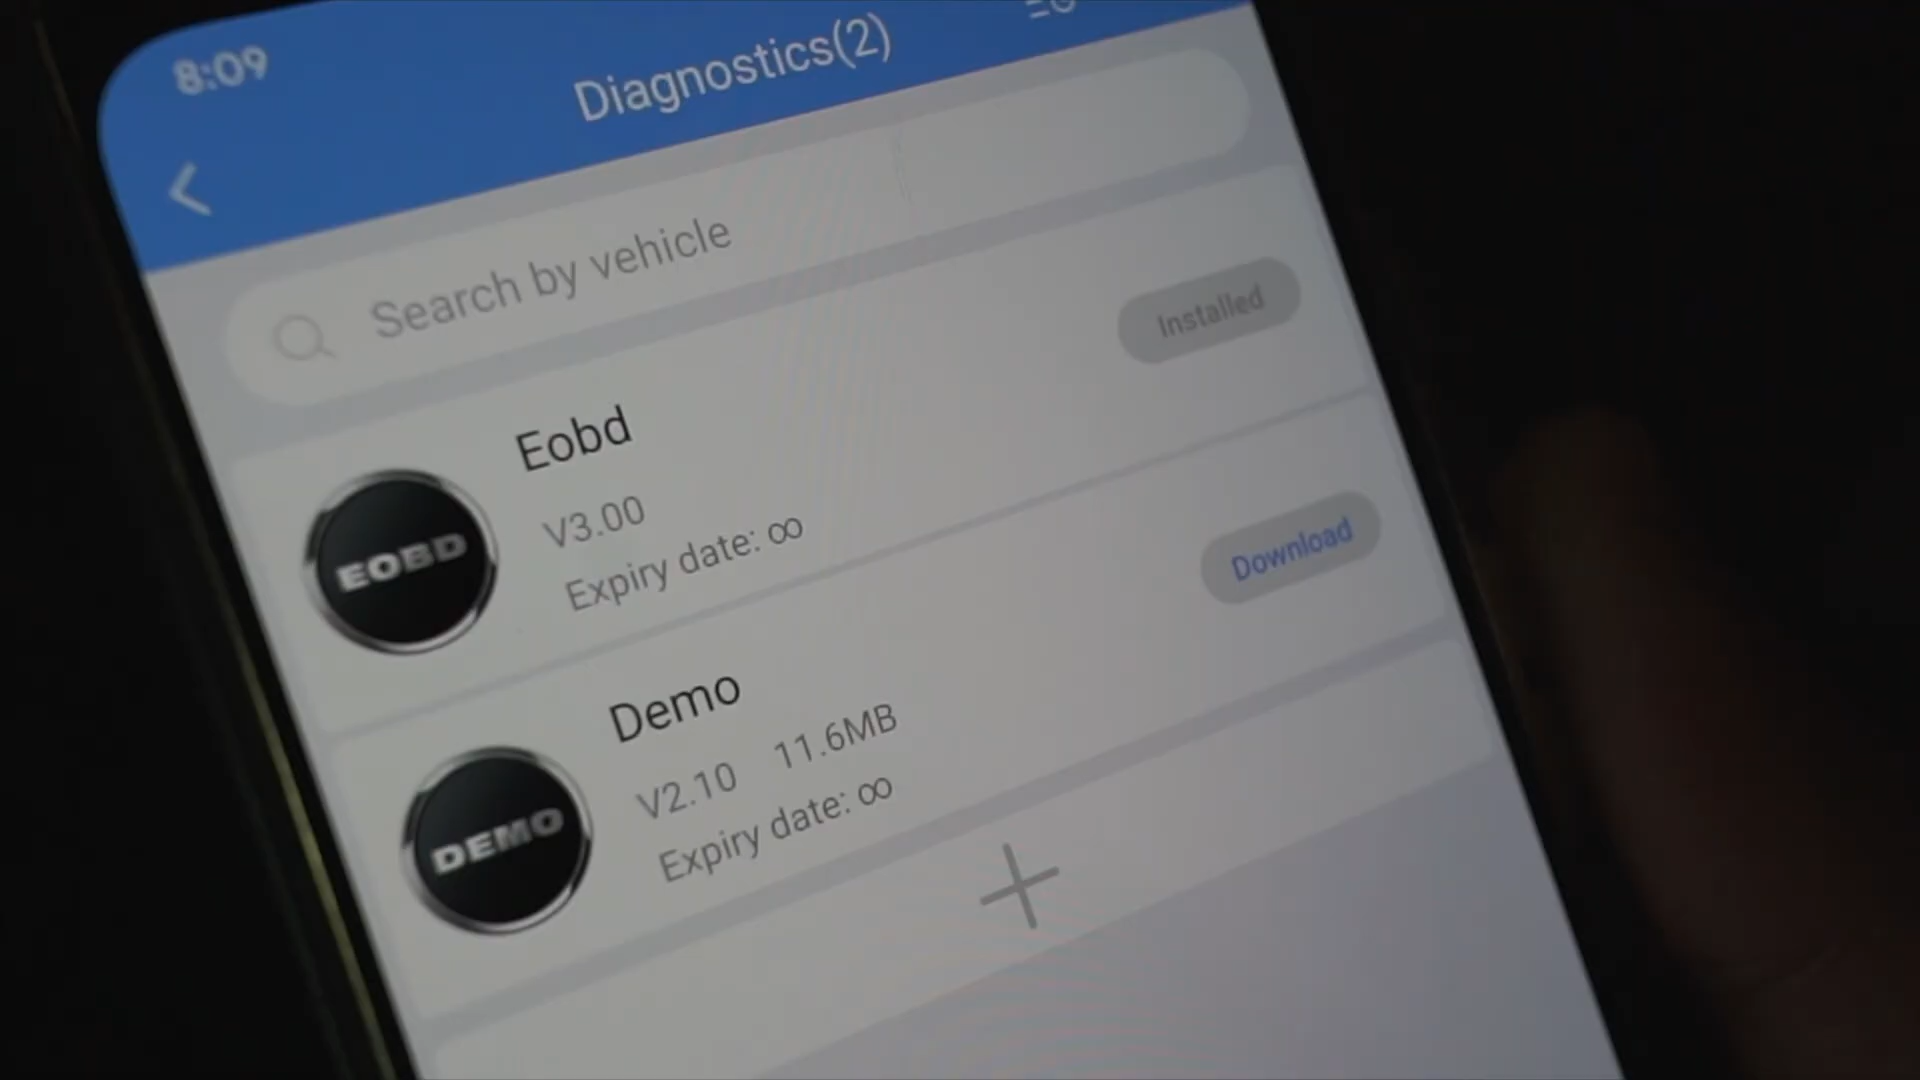 8:09
Diagnostics(2)
Search by vehicle
Eobd
Installed
EOBD
V3.00
Expiry date: ∞
Demo
Download
DEMO
V2.10 11.6MB
Expiry date: ∞